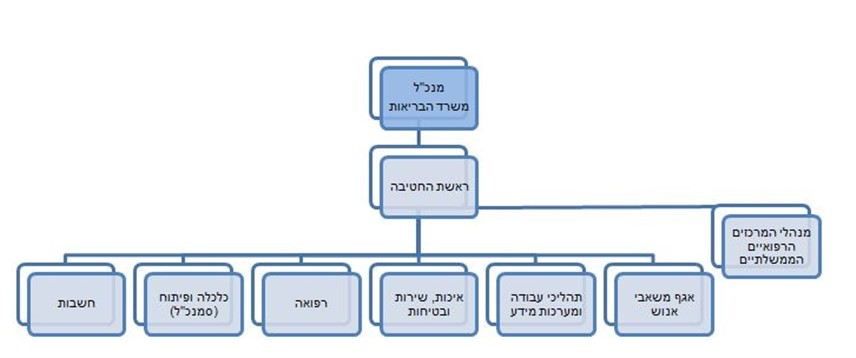 מנכ"ל
משרד הבריאות
ראשת החטיבה
מנהלי המרכזים
הרפואיים
הממשלתיים
אגף משאבי
אנוש
תהליכי עבודה
ומערכות מידע
איכות, שירות
ובטיחות
רפואה
כלכלה ופיתוח
(סמנכ"ל)
חשבות